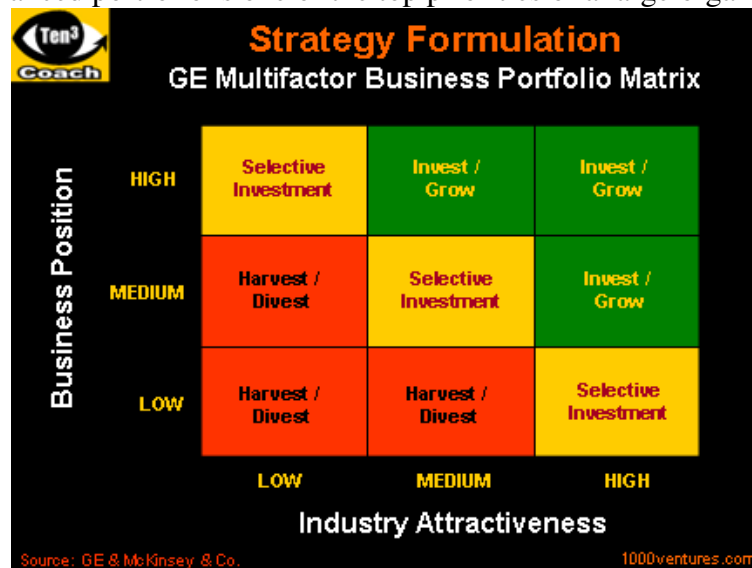 Ten³
Coach
Strategy Formulation
GE Multifactor Business Portfolio Matrix
Business Position
HIGH
Selective
Investment
Invest /
Grow
Invest /
Grow
MEDIUM
Harvest /
Divest
Selective
Investment
Invest /
Grow
LOW
Harvest /
Divest
Harvest /
Divest
Selective
Investment
LOW MEDIUM HIGH
Industry Attractiveness
Source: GE & McKinsey & Co. 1000ventures.com